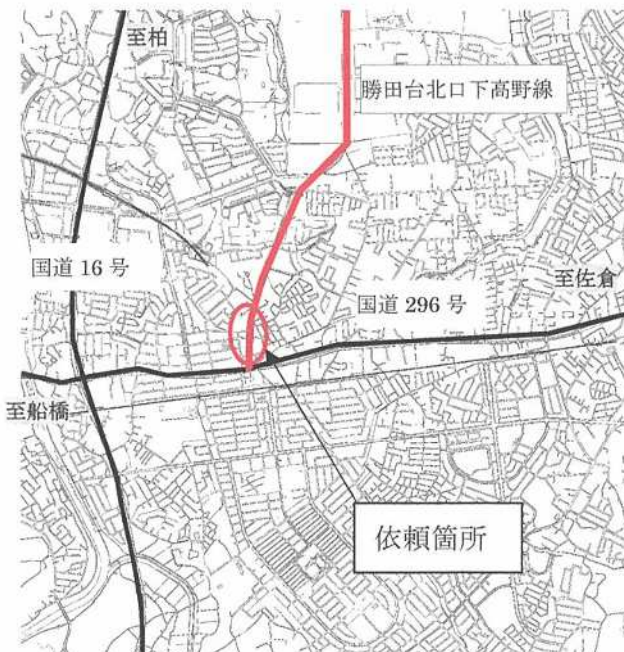 至柏
勝田台北口下高野線
国道 16 号
国道 296 号
至佐倉
至船橋
依頼箇所